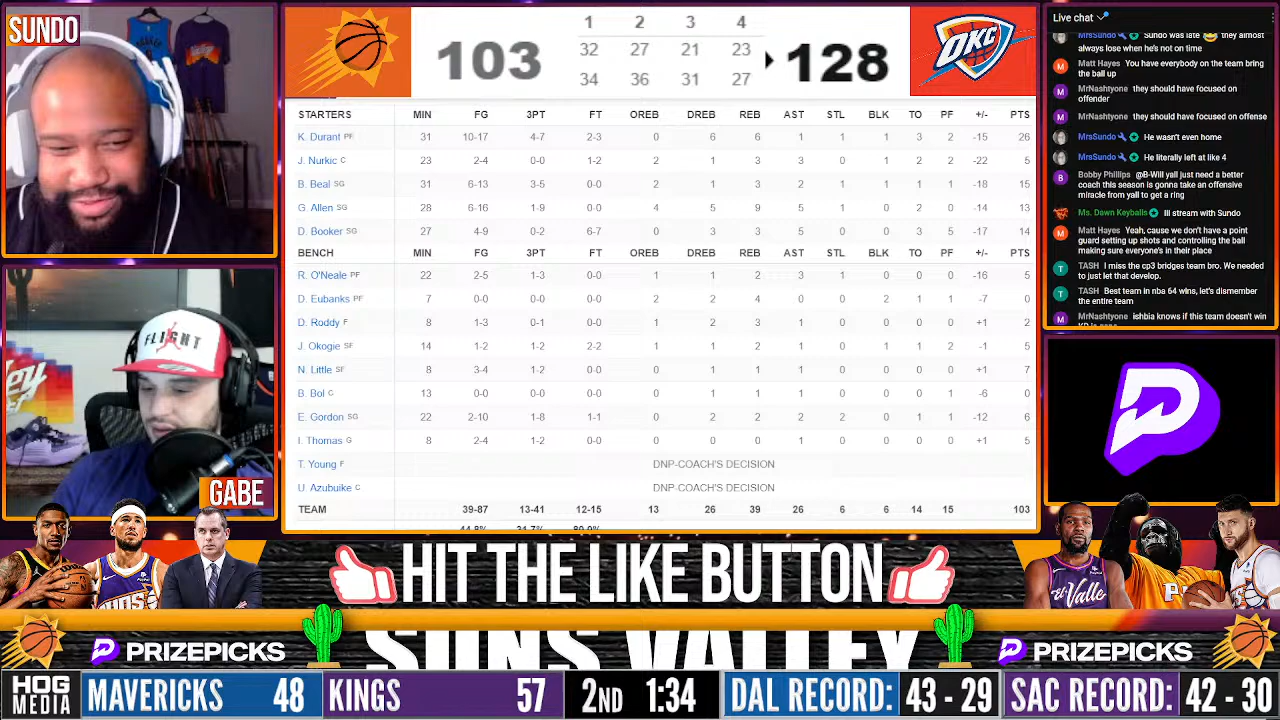 SUNDO
FLIGHT
GABE
103
1 2 3 4
32 27 21 23
34 36 31 27
128
OKC
STARTERS MIN FG 3PT FT OREB DREB REB AST STL BLK TO PF +/- PTS
K. Durant PF 31 10-17 4-7 2-3 0 6 6 1 1 1 3 2 -15 26
J. Nurkic C 23 2-4 0-0 1-2 2 1 3 3 0 1 2 2 -22 5
B. Beal SG 31 6-13 3-5 0-0 2 1 3 2 1 1 1 1 -18 15
G. Allen SG 28 6-16 1-9 0-0 4 5 9 5 1 0 2 0 -14 13
D. Booker SG 27 4-9 0-2 6-7 0 3 3 5 0 0 3 5 -17 14
BENCH MIN FG 3PT FT OREB DREB REB AST STL BLK TO PF +/- PTS
R. O'Neale PF 22 2-5 1-3 0-0 1 1 2 3 1 0 0 0 -16 5
D. Eubanks PF 7 0-0 0-0 0-0 2 2 4 0 0 2 1 1 -7 0
D. Roddy F 8 1-3 0-1 0-0 1 2 3 1 0 0 0 0 +1 2
J. Okogie SF 14 1-2 1-2 2-2 1 1 2 1 0 1 1 2 -1 5
N. Little SF 8 3-4 1-2 0-0 0 1 1 1 0 0 0 0 +1 7
B. Bol C 13 0-0 0-0 0-0 0 1 1 1 0 0 0 1 -6 0
E. Gordon SG 22 2-10 1-8 1-1 0 2 2 2 2 0 1 1 -12 6
I. Thomas G 8 2-4 1-2 0-0 0 0 0 1 0 0 0 0 +1 5
T. Young F DNP-COACH'S DECISION
U. Azubuike C DNP-COACH'S DECISION
TEAM 39-87 13-41 12-15 13 26 39 26 6 6 14 15 103
Live chat
MrsSundo Sundo was late 😅 they almost
always lose when he's not on time
Matt Hayes You have everybody on the team bring
the ball up
MrNashtyone they should have focused on
offender
MrNashtyone they should have focused on offense
MrsSundo He wasn't even home
MrsSundo He literally left at like 4
Bobby Phillips @B-Will yall just need a better
coach this season is gonna take an offensive
miracle from yall to get a ring
Ms. Dawn Keyballs Ill stream with Sundo
Matt Hayes Yeah, cause we don't have a point
guard setting up shots and controlling the ball
making sure everyone's in their place
TASH I miss the cp3 bridges team bro. We needed
to just let that develop.
TASH Best team in nba 64 wins, let's dismember
the entire team
MrNashtyone ishbia knows if this team doesn't win
HIT THE LIKE BUTTON
SUNS VALLEY
PRIZEPICKS
PRIZEPICKS
HOG
MEDIA
MAVERICKS 48 KINGS 57 2ND 1:34 DAL RECORD: 43 - 29 SAC RECORD: 42 - 30